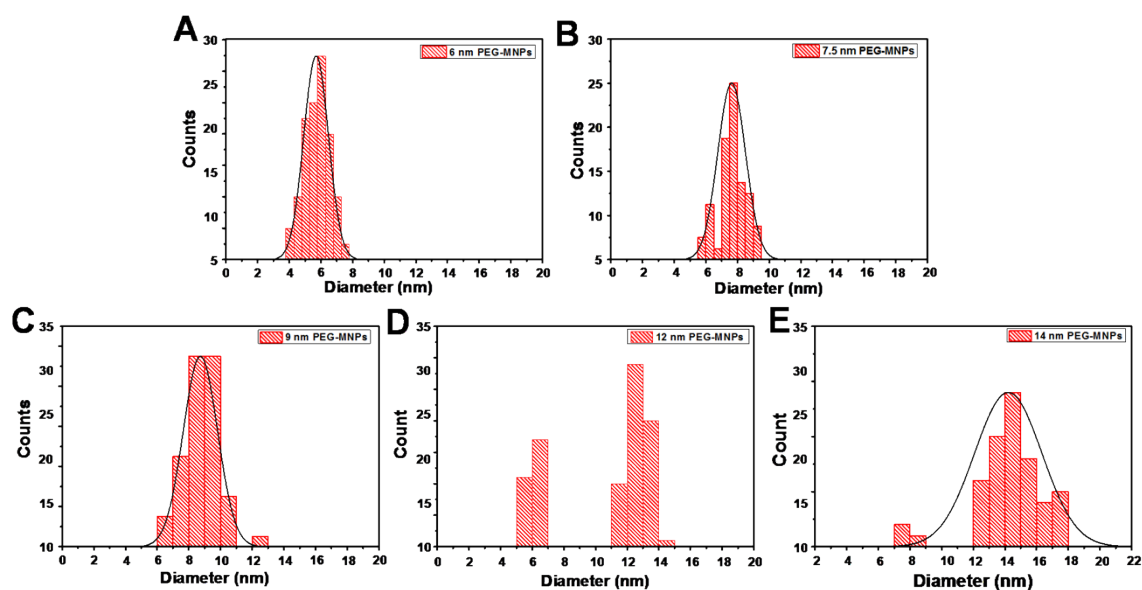 A
30
25
20
15
10
5
Counts
6 nm PEG-MNPs
0 2 4 6 8 10 12 14 16 18 20
Diameter (nm)
B
30
25
20
15
10
5
Counts
7.5 nm PEG-MNPs
0 2 4 6 8 10 12 14 16 18 20
Diameter (nm)
C
35
30
25
20
15
10
Counts
9 nm PEG-MNPs
0 2 4 6 8 10 12 14 16 18 20
Diameter (nm)
D
35
30
25
20
15
10
Count
12 nm PEG-MNPs
0 2 4 6 8 10 12 14 16 18 20
Diameter (nm)
E
35
30
25
20
15
10
Count
14 nm PEG-MNPs
2 4 6 8 10 12 14 16 18 20 22
Diameter (nm)